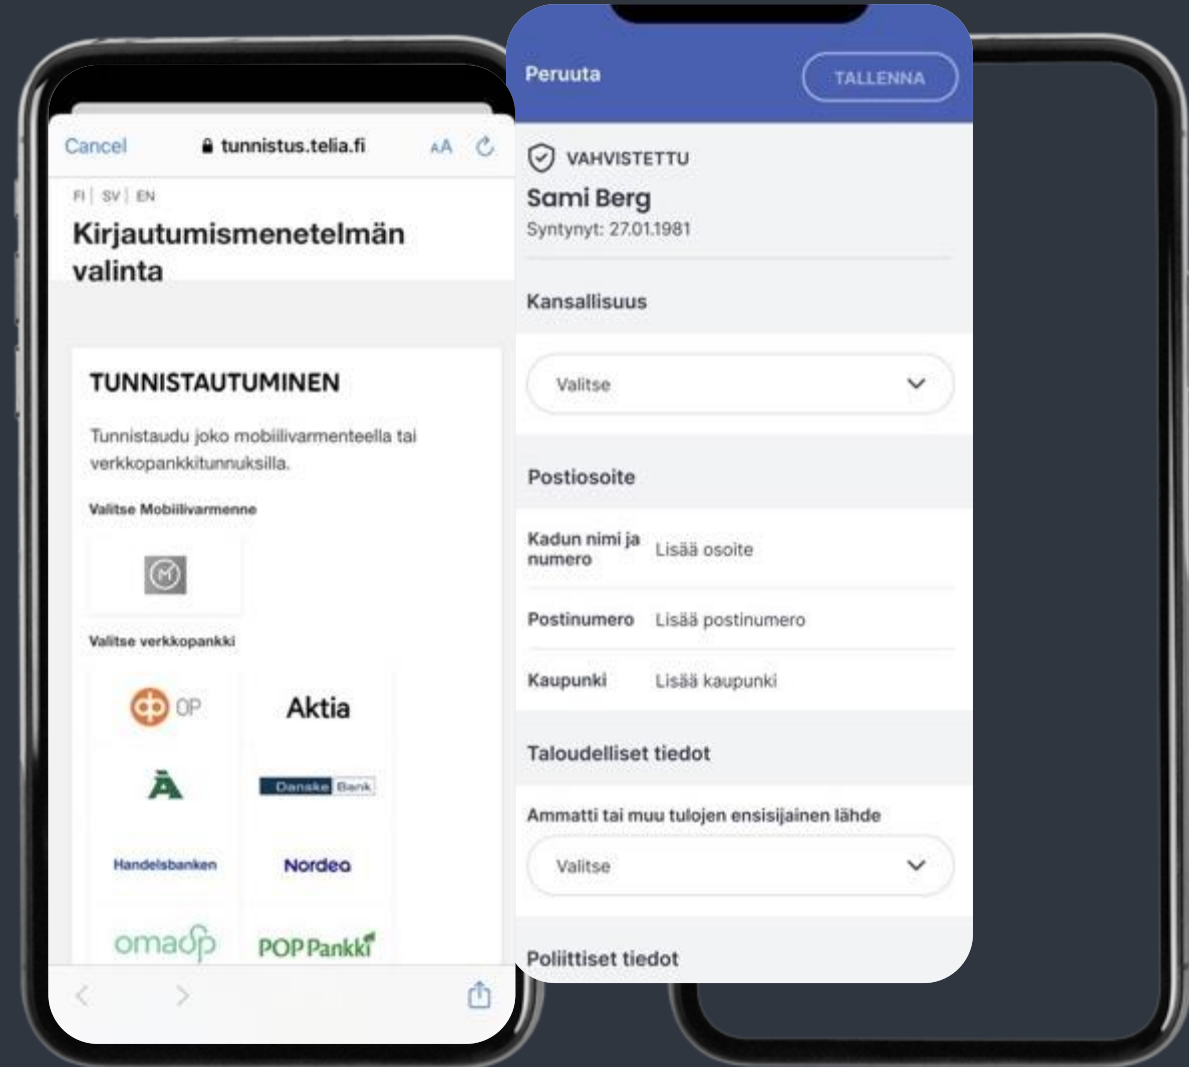 Cancel
tunnistus.telia.fi
AA
FI | SV | EN
Kirjautumismenetelmän
valinta
TUNNISTAUTUMINEN
Tunnistaudu joko mobiilivarmenteella tai
verkkopankkitunnuksilla.
Valitse Mobiilivarmenne
M
Valitse verkkopankki
OP
Aktia
Danske Bank
Handelsbanken
Nordea
omasp
POP Pankki
Peruuta
TALLENNA
VAHVISTETTU
Sami Berg
Syntynyt: 27.01.1981
Kansallisuus
Valitse
Postiosoite
Kadun nimi ja
numero
Lisää osoite
Postinumero
Lisää postinumero
Kaupunki
Lisää kaupunki
Taloudelliset tiedot
Ammatti tai muu tulojen ensisijainen lähde
Valitse
Poliittiset tiedot